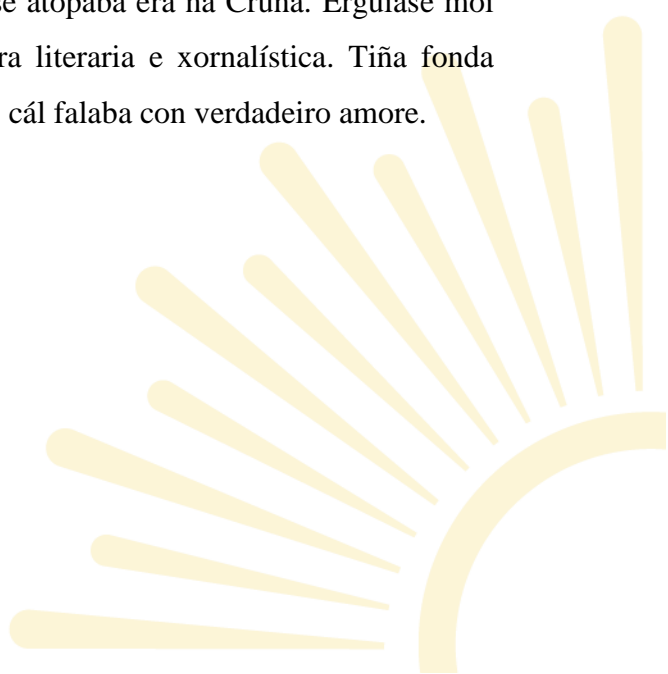 se atopaba era na Cruña. Erguíase moi
ra literaria e xornalística. Tiña fonda
cál falaba con verdadeiro amore.